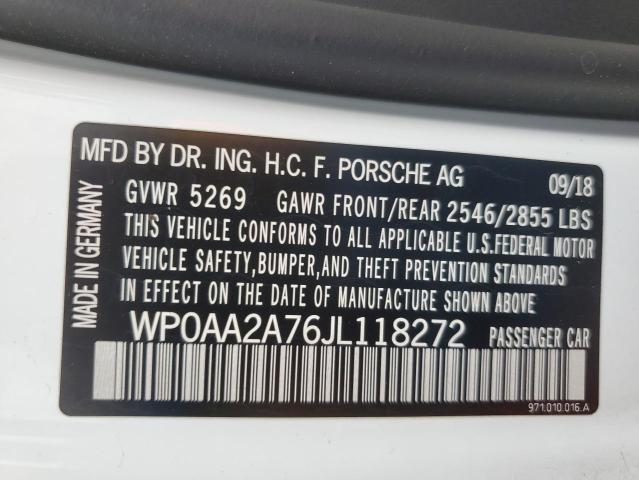 MFD BY DR. ING. H.C. F. PORSCHE AG 09/18
GVWR 5269 GAWR FRONT/REAR 2546/2855 LBS
THIS VEHICLE CONFORMS TO ALL APPLICABLE U.S.FEDERAL MOTOR
VEHICLE SAFETY,BUMPER,AND THEFT PREVENTION STANDARDS
IN EFFECT ON THE DATE OF MANUFACTURE SHOWN ABOVE.
WP0AA2A76JL118272 PASSENGER CAR
MADE IN GERMANY
971.010.016.A